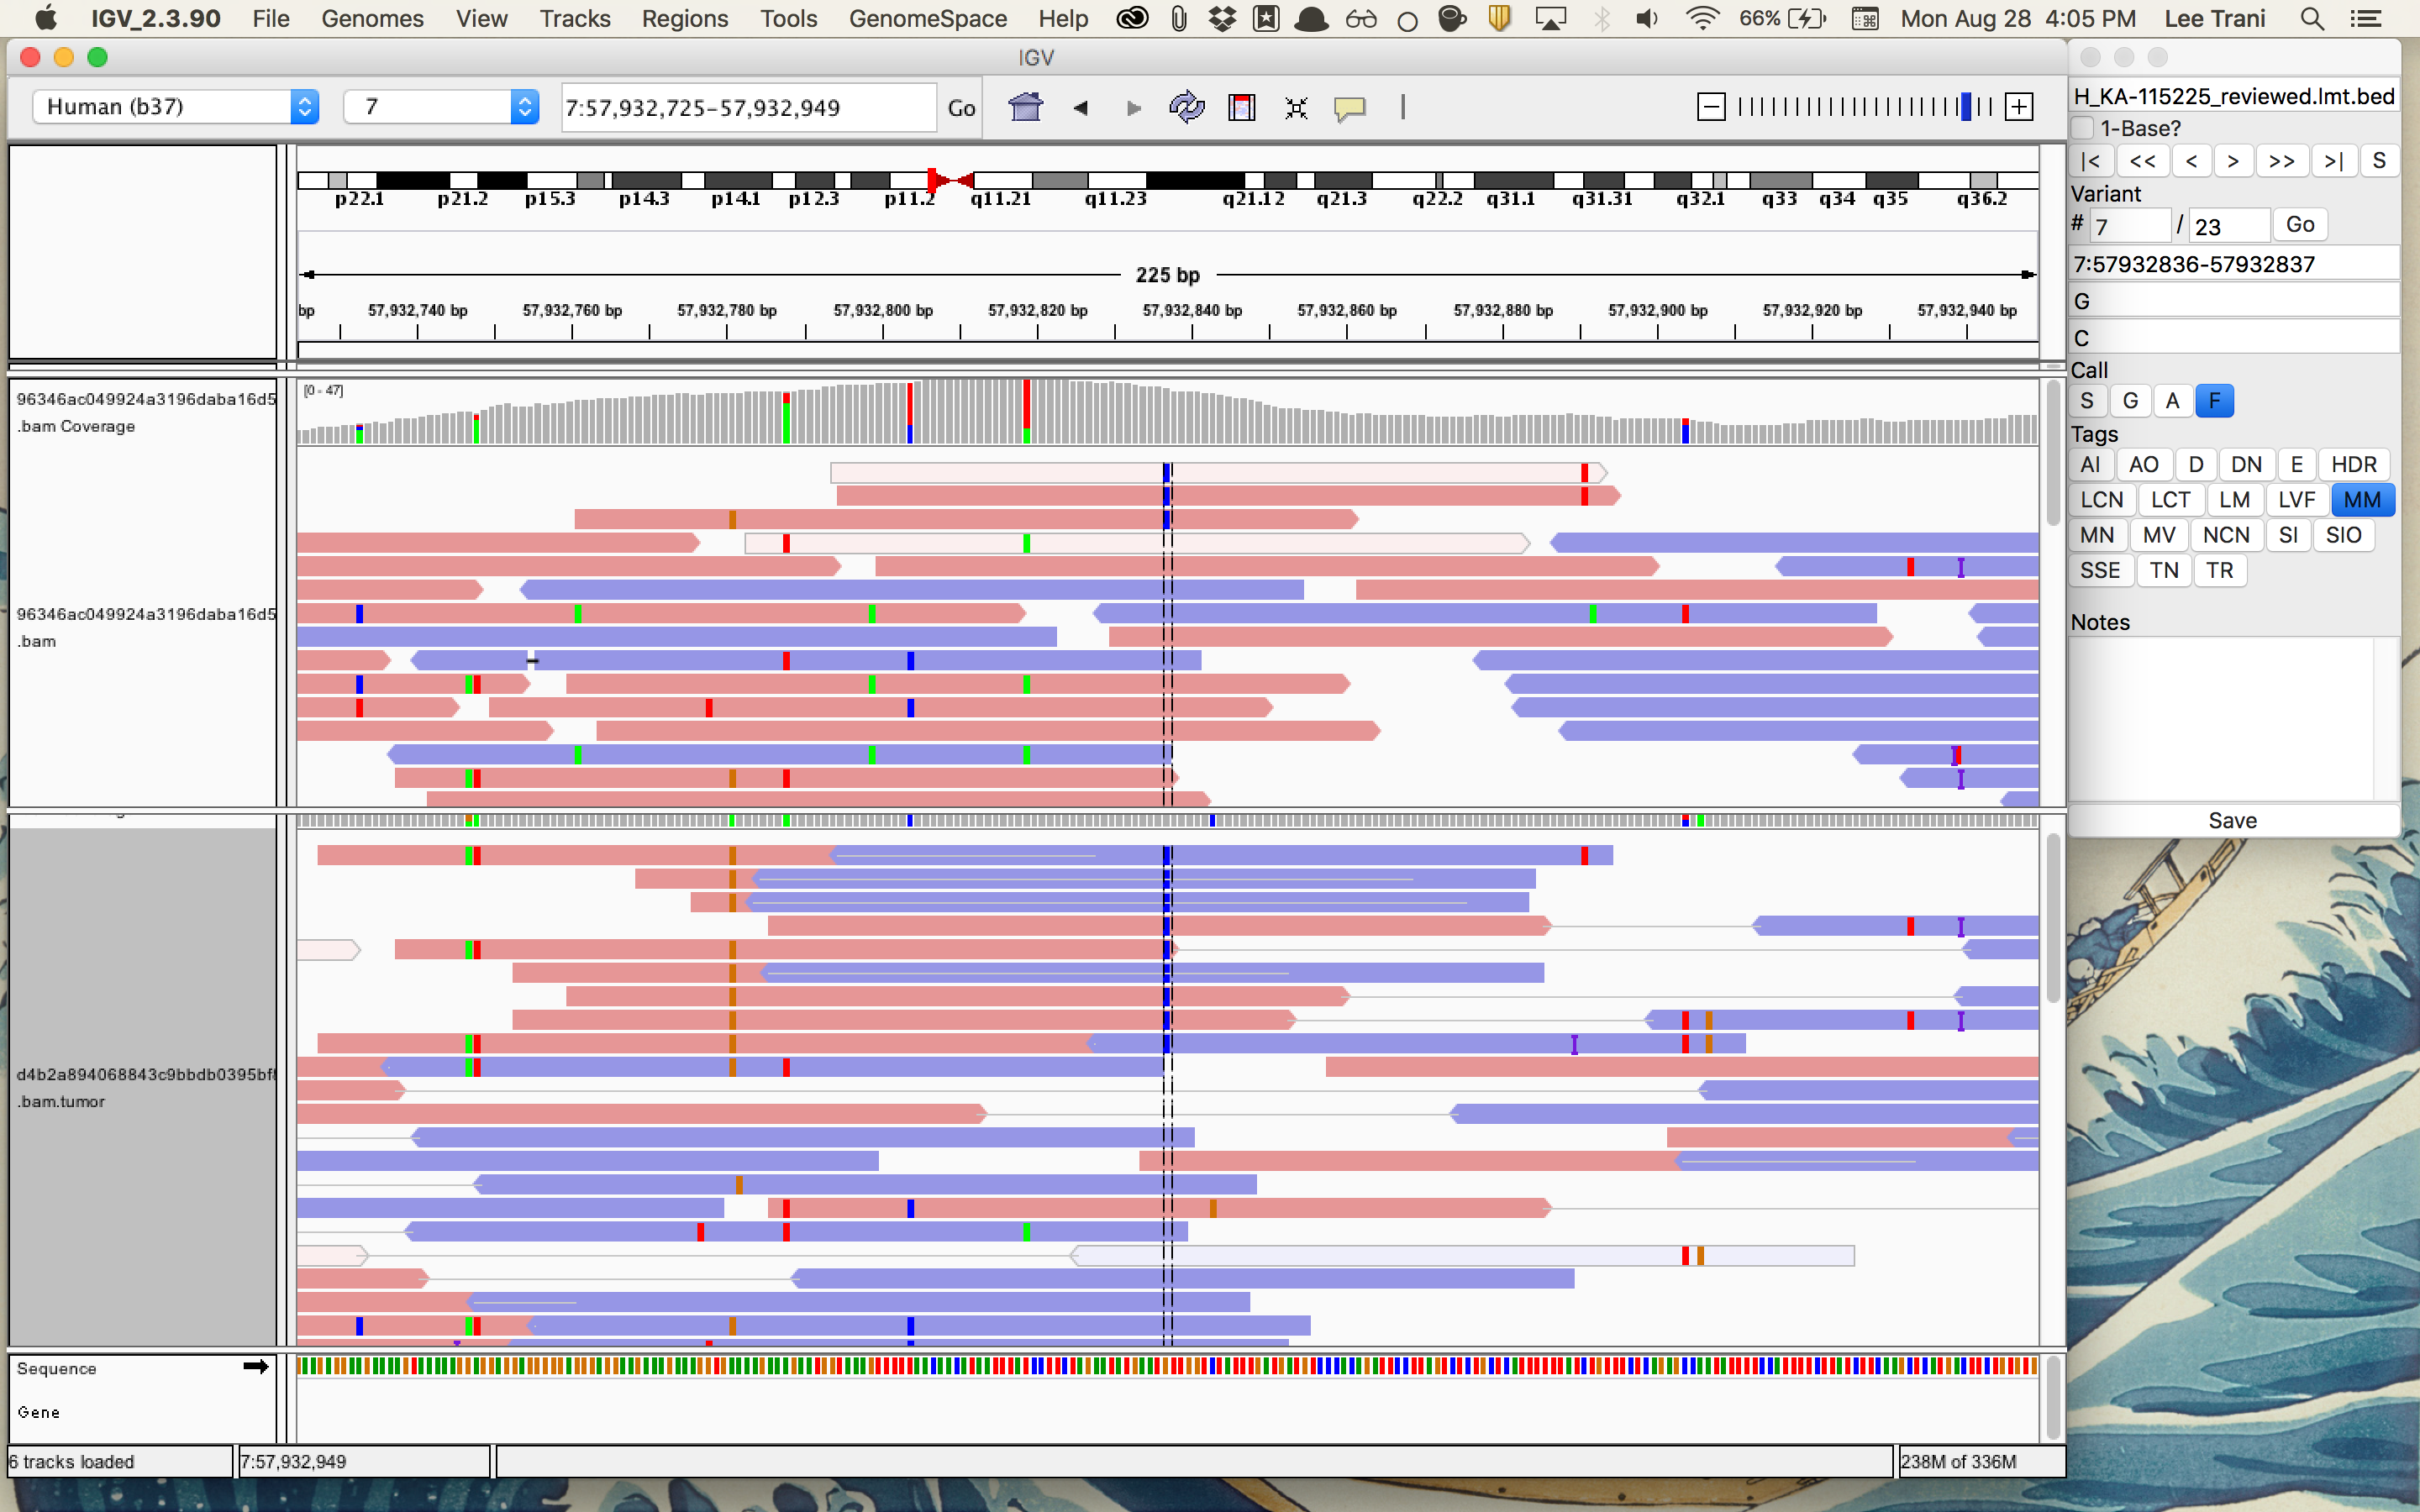 IGV_2.3.90 File Genomes View Tracks Regions Tools GenomeSpace Help 66% Mon Aug 28 4:05 PM Lee Trani
IGV
Human (b37) 7 7:57,932,725-57,932,949 Go
p22.1 p21.2 p15.3 p14.3 p14.1 p12.3 p11.2 q11.21 q11.23 q21.12 q21.3 q22.2 q31.1 q31.31 q32.1 q33 q34 q35 q36.2
225 bp
bp 57,932,740 bp 57,932,760 bp 57,932,780 bp 57,932,800 bp 57,932,820 bp 57,932,840 bp 57,932,860 bp 57,932,880 bp 57,932,900 bp 57,932,920 bp 57,932,940 bp
[0 - 47]
96346ac049924a3196daba16d5
.bam Coverage
96346ac049924a3196daba16d5
.bam
d4b2a894068843c9bbdb0395bf
.bam.tumor
Sequence
Gene
6 tracks loaded 7:57,932,949 238M of 336M
H_KA-115225_reviewed.lmt.bed
1-Base?
|< << < > >> >| S
Variant
# 7 / 23 Go
7:57932836-57932837
G
C
Call
S G A F
Tags
AI AO D DN E HDR
LCN LCT LM LVF MM
MN MV NCN SI SIO
SSE TN TR
Notes
Save